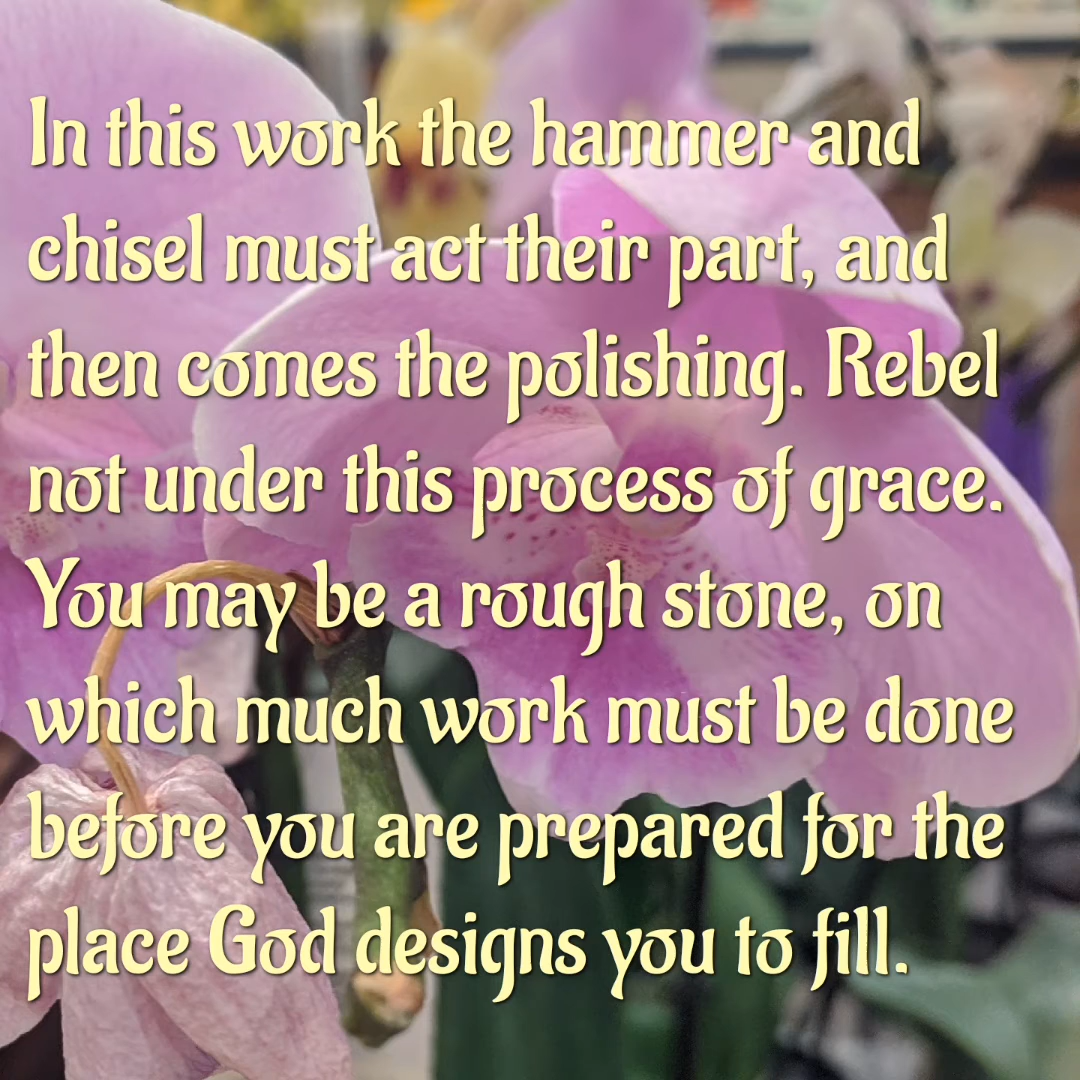 In this work the hammer and
chisel must act their part, and
then comes the polishing. Rebel
not under this process of grace.
You may be a rough stone, on
which much work must be done
before you are prepared for the
place God designs you to fill.